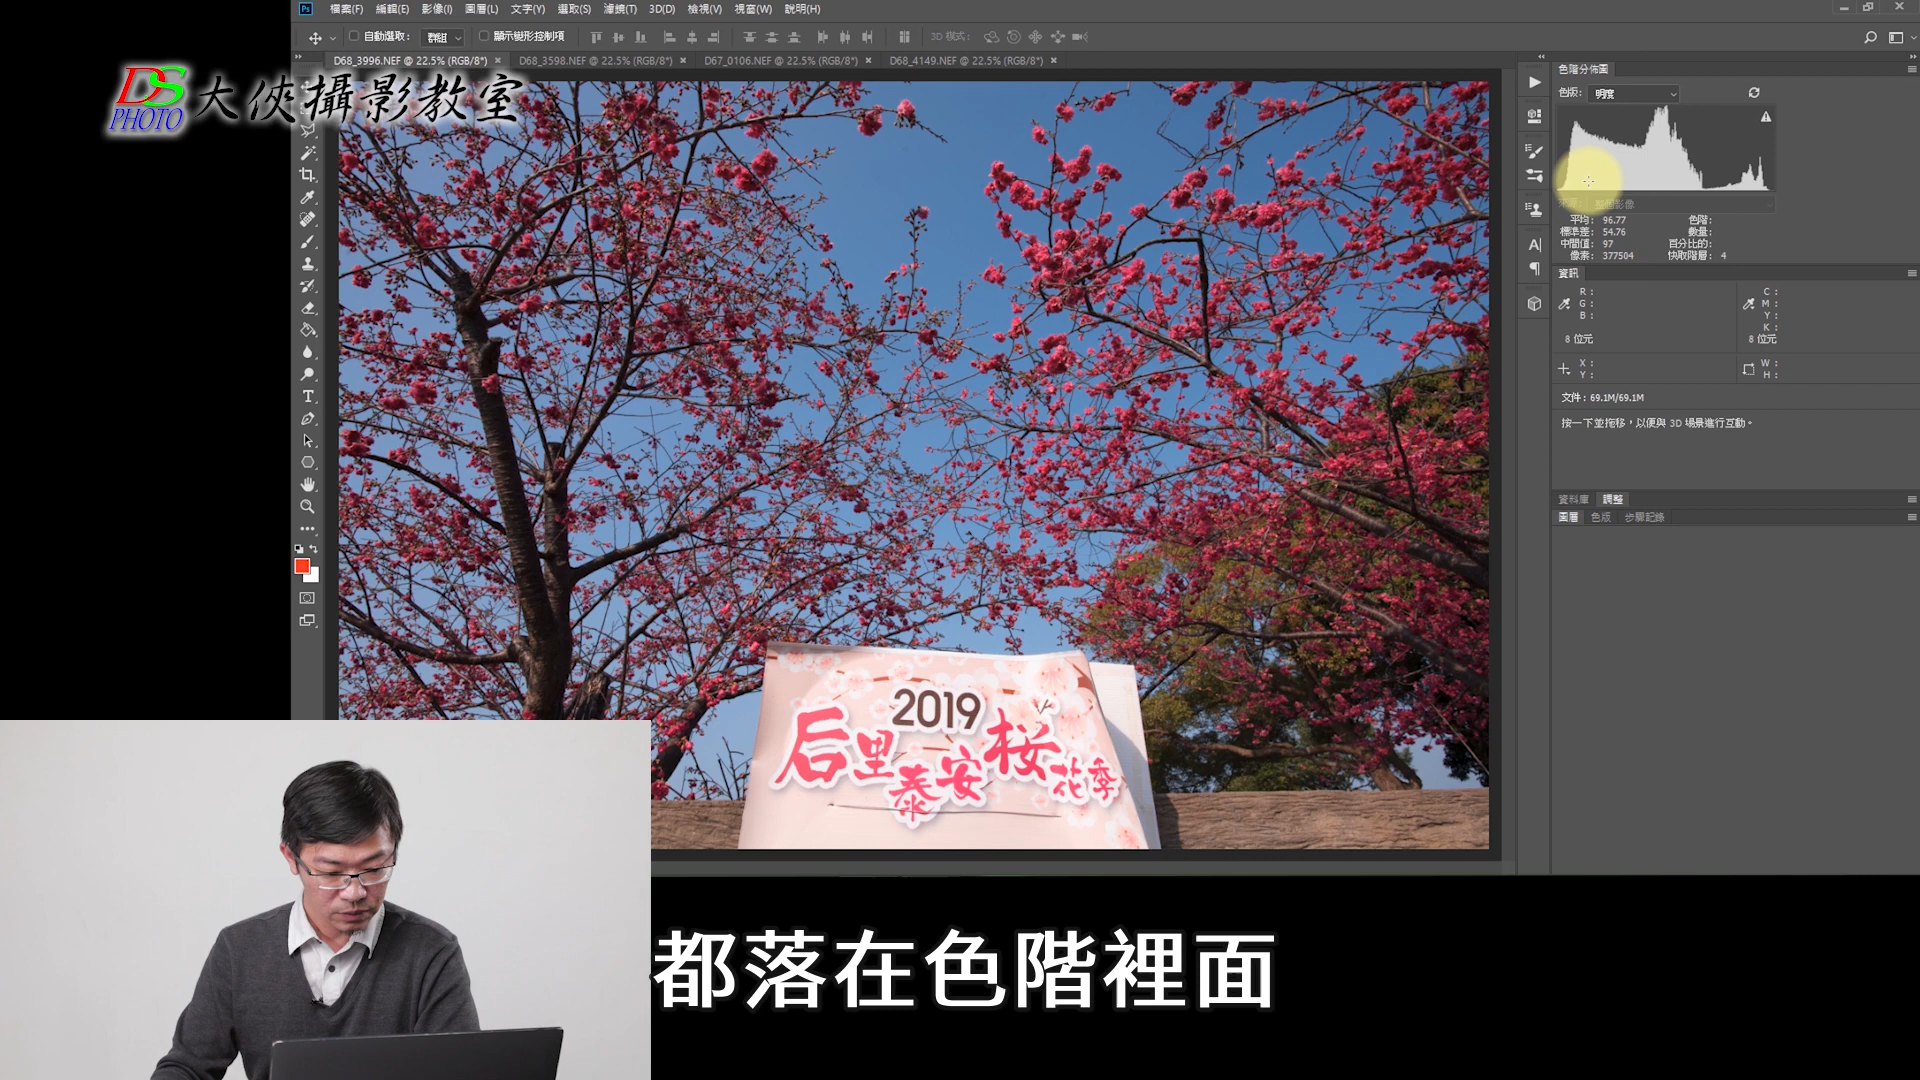 Ps 檔案(F) 編輯(E) 影像(I) 圖層(L) 文字(Y) 選取(S) 濾鏡(T) 3D(D) 檢視(V) 視窗(W) 說明(H)
自動選取: 群組 顯示變形控制項 3D 模式:
D68_3996.NEF @ 22.5% (RGB/8*) × D68_3598.NEF @ 22.5% (RGB/8*) × D67_0106.NEF @ 22.5% (RGB/8*) × D68_4149.NEF @ 22.5% (RGB/8*) ×
DS PHOTO 大俠攝影教室
色階分佈圖
色版: 明度
整個影像
平均: 96.77 色階:
標準差: 54.76 數量:
中間值: 97 百分比的:
像素: 377504 快取階層: 4
資訊
R : C :
G : M :
B : Y :
K :
8 位元 8 位元
X : W :
Y : H :
文件 : 69.1M/69.1M
按一下並拖移，以便與 3D 場景進行互動。
資料庫 調整
圖層 色版 步驟記錄
2019
后里泰安桜花季
都落在色階裡面